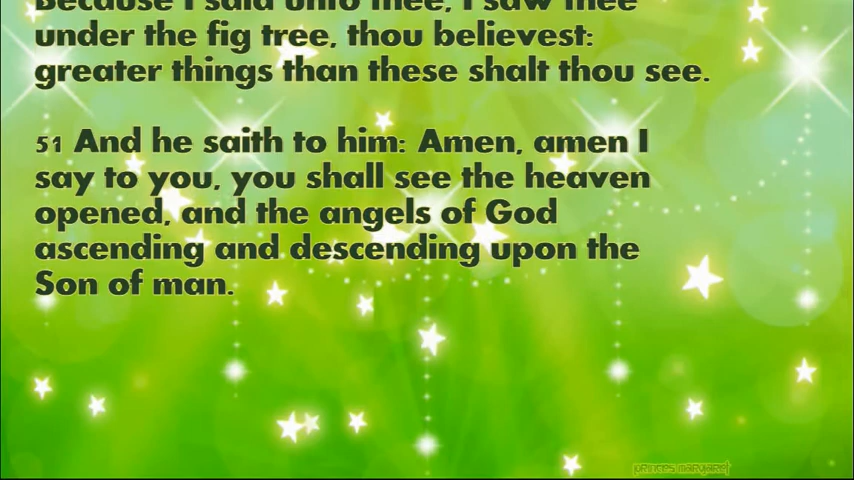 Because I said unto thee, I saw thee
under the fig tree, thou believest:
greater things than these shalt thou see.
51 And he saith to him: Amen, amen I
say to you, you shall see the heaven
opened, and the angels of God
ascending and descending upon the
Son of man.